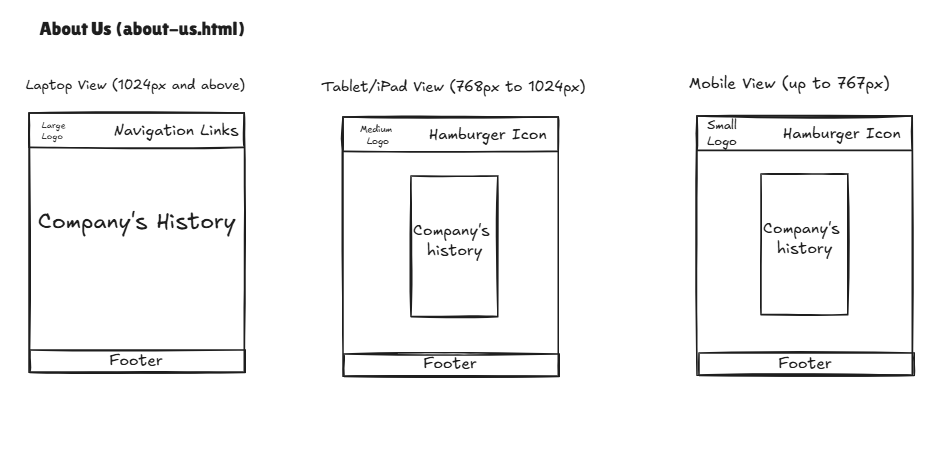 About Us (about-us.html)
Laptop View (1024px and above)
Large
Logo
Navigation Links
Company's History
Footer
Tablet/iPad View (768px to 1024px)
Medium
Logo
Hamburger Icon
Company's
history
Footer
Mobile View (up to 767px)
Small
Logo
Hamburger Icon
Company's
history
Footer